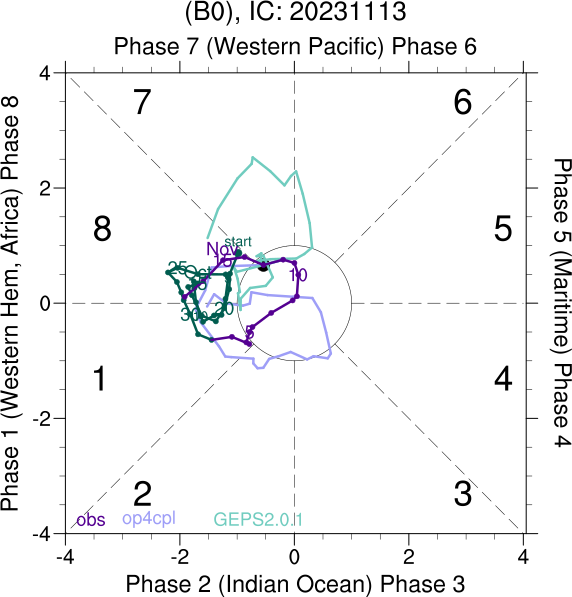 (B0), IC: 20231113
Phase 7 (Western Pacific) Phase 6
Phase 1 (Western Hem, Africa) Phase 8
Phase 5 (Maritime) Phase 4
4
2
0
-2
-4
7
6
8
5
1
4
2
3
start
Nov
15
25
Oct
10
30
20
5
obs
op4cpl
GEPS2.0.1
-4
-2
0
2
4
Phase 2 (Indian Ocean) Phase 3